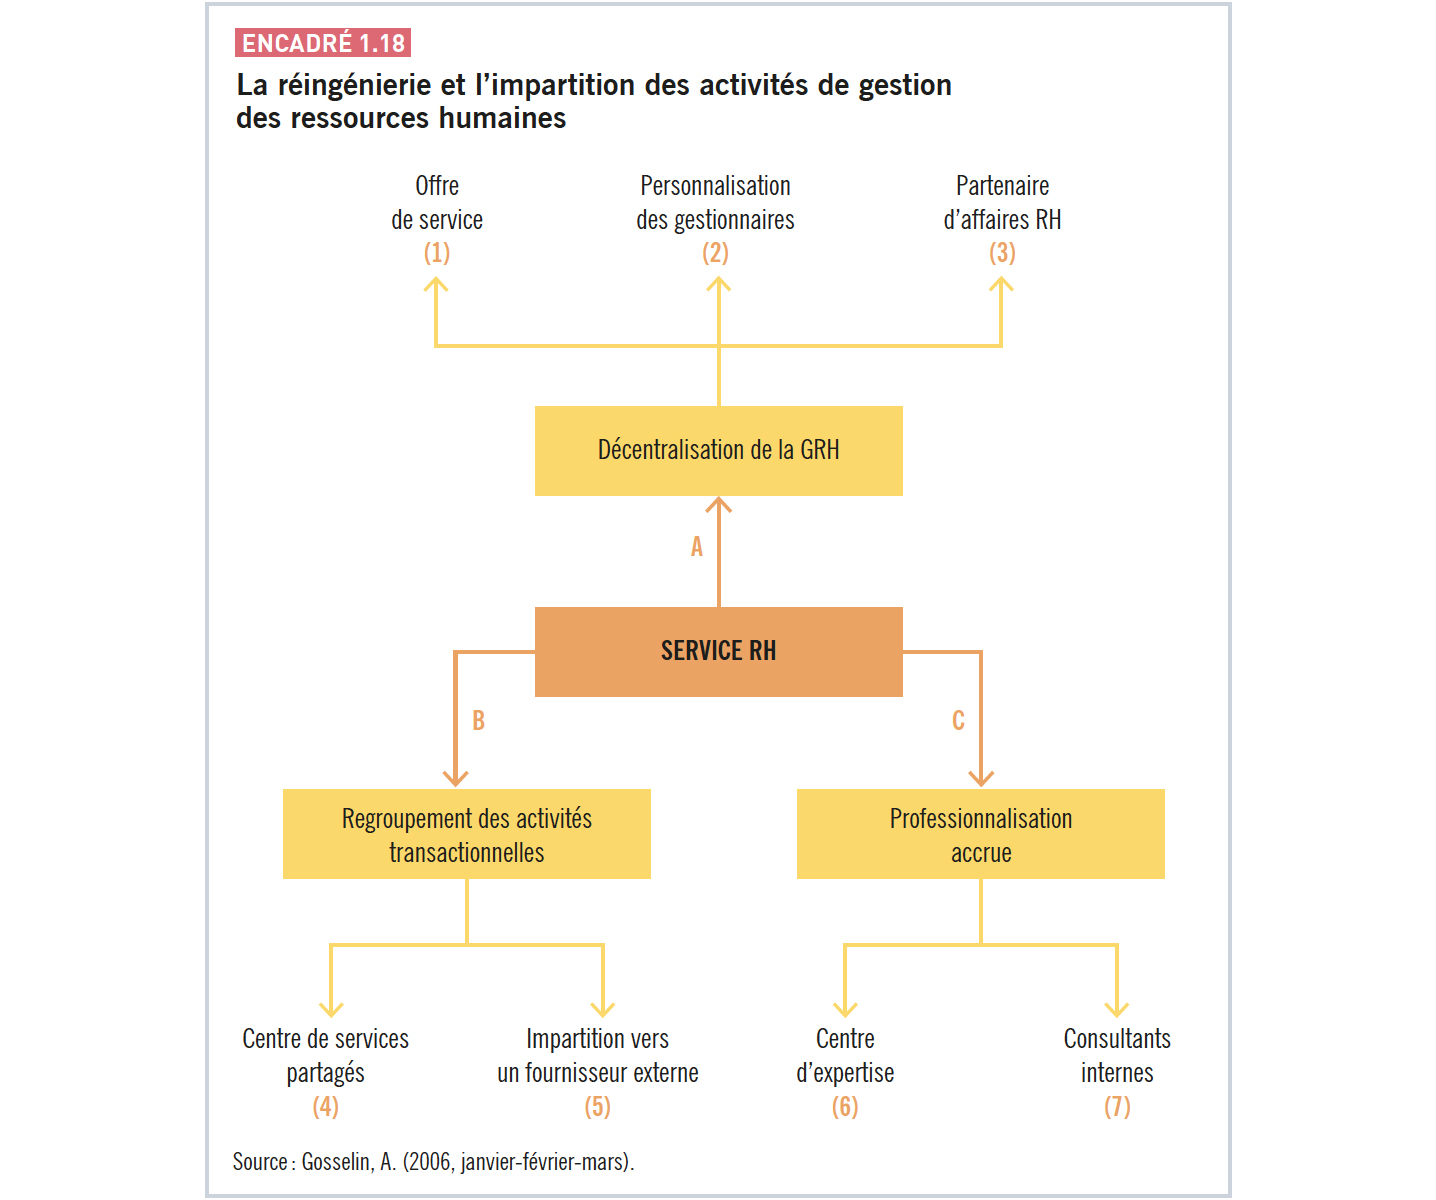 ENCADRÉ 1.18
La réingénierie et l’impartition des activités de gestion
des ressources humaines
Offre
de service
(1)
Personnalisation
des gestionnaires
(2)
Partenaire
d’affaires RH
(3)
Décentralisation de la GRH
A
SERVICE RH
B
C
Regroupement des activités
transactionnelles
Professionnalisation
accrue
Centre de services
partagés
(4)
Impartition vers
un fournisseur externe
(5)
Centre
d’expertise
(6)
Consultants
internes
(7)
Source : Gosselin, A. (2006, janvier-février-mars).